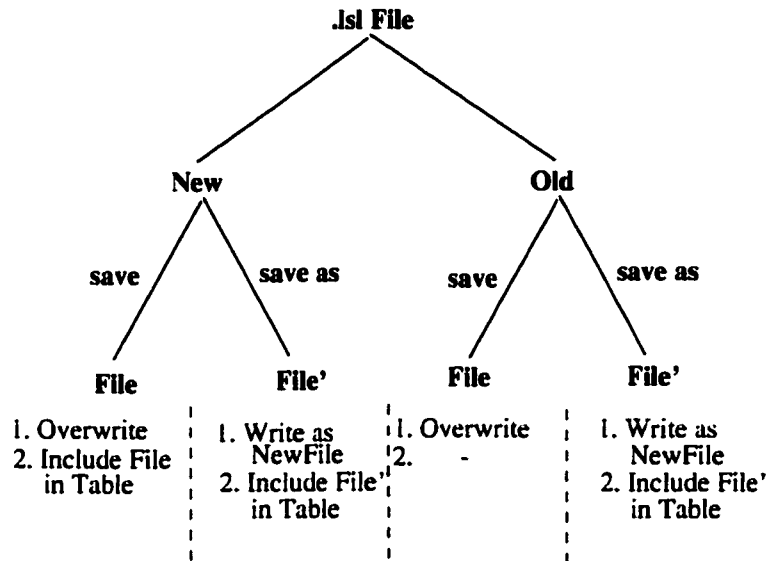 .lsl File
New
Old
save
save as
save
save as
File
File'
File
File'
1. Overwrite
2. Include File
in Table
1. Write as
NewFile
2. Include File'
in Table
1. Overwrite
2. -
1. Write as
NewFile
2. Include File'
in Table